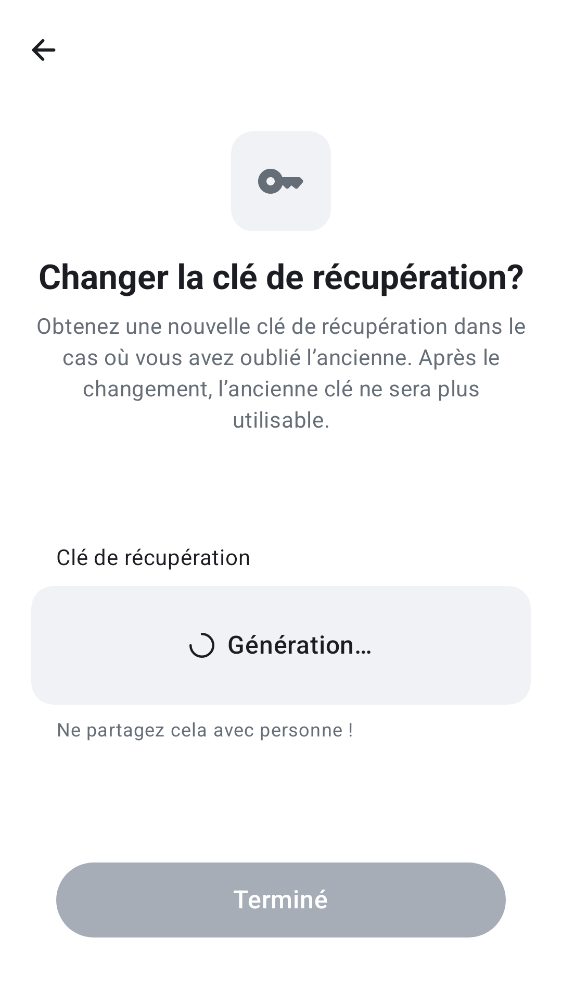 Changer la clé de récupération?
Obtenez une nouvelle clé de récupération dans le
cas où vous avez oublié l’ancienne. Après le
changement, l’ancienne clé ne sera plus
utilisable.
Clé de récupération
Génération…
Ne partagez cela avec personne !
Terminé